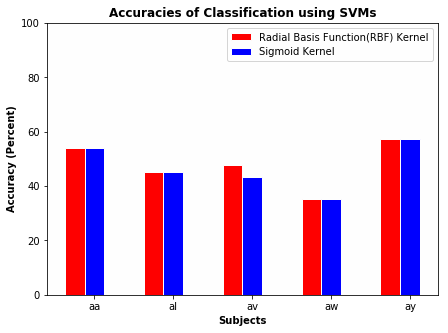 Accuracies of Classification using SVMs
Radial Basis Function(RBF) Kernel
Sigmoid Kernel
Accuracy (Percent)
100
80
60
40
20
0
aa al av aw ay
Subjects